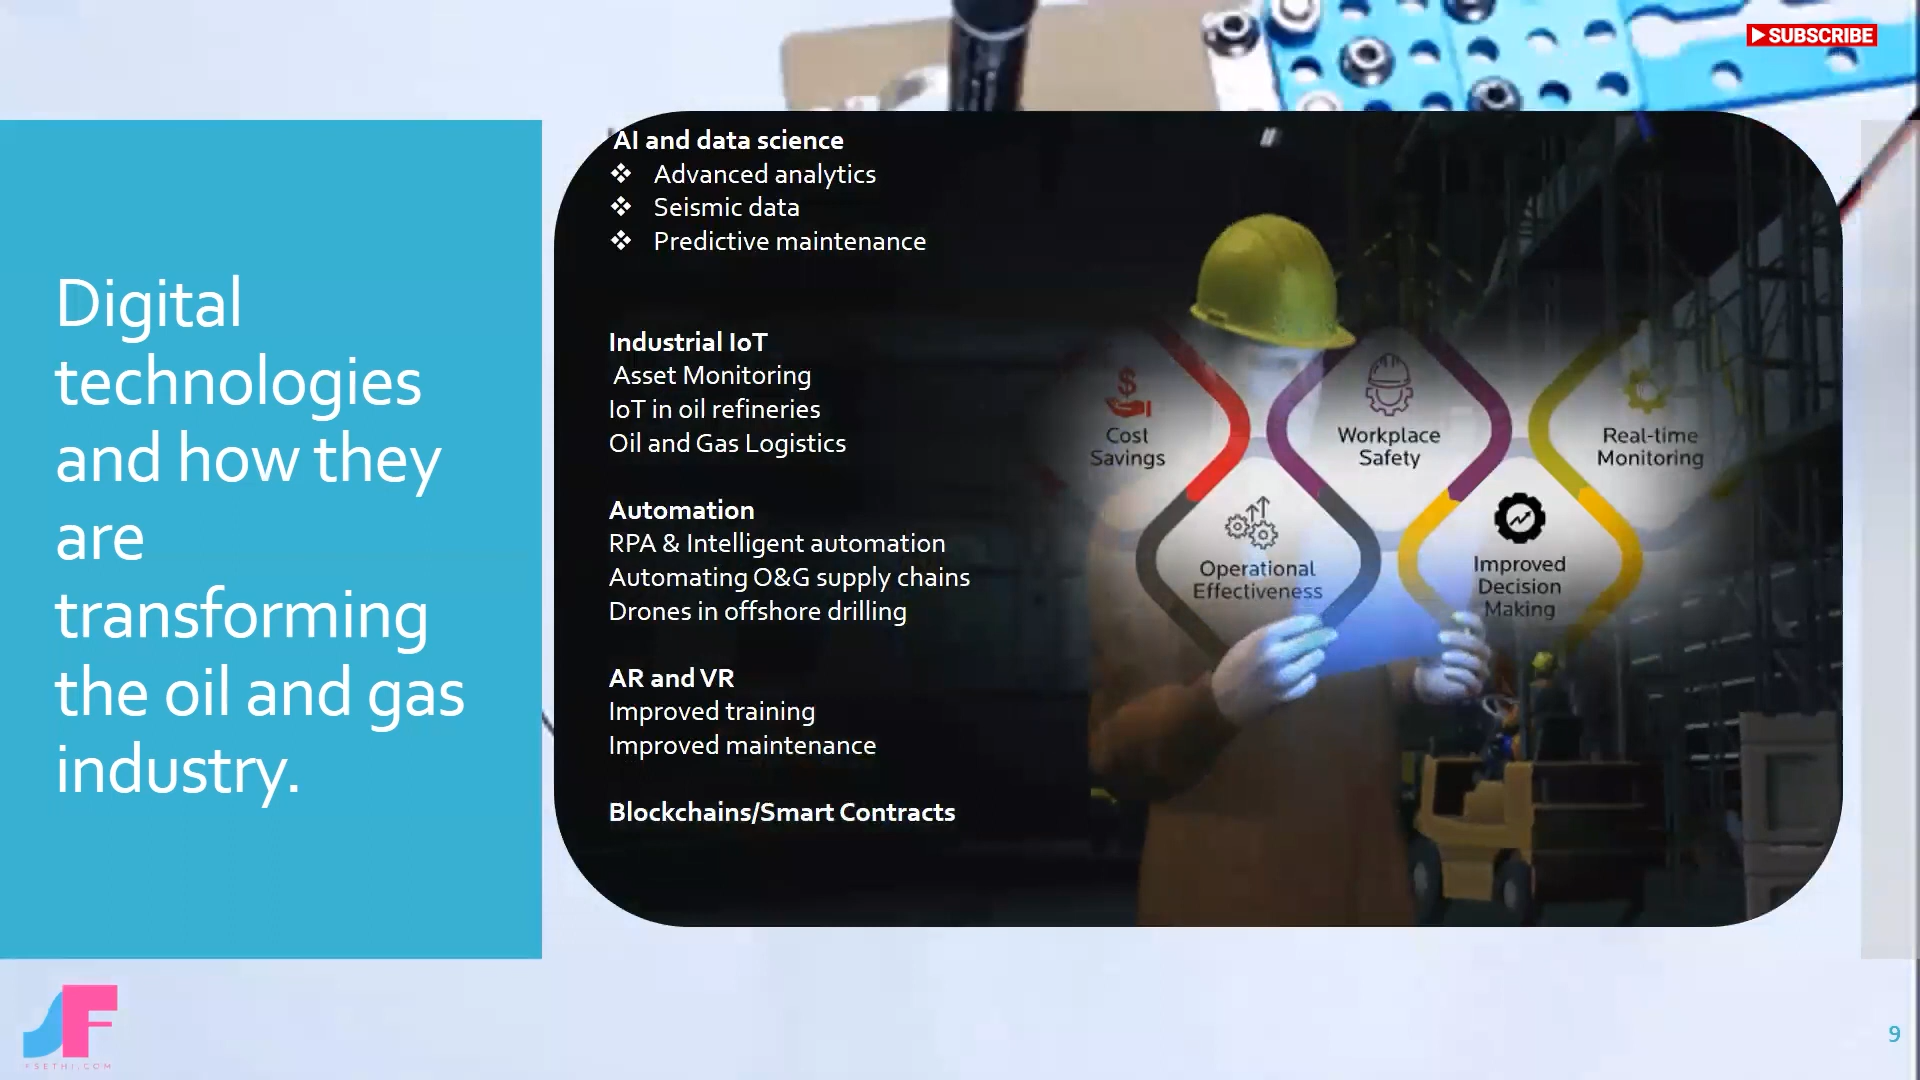 SUBSCRIBE
Digital
technologies
and how they
are
transforming
the oil and gas
industry.
AI and data science
❖ Advanced analytics
❖ Seismic data
❖ Predictive maintenance
Industrial IoT
Asset Monitoring
IoT in oil refineries
Oil and Gas Logistics
Automation
RPA & Intelligent automation
Automating O&G supply chains
Drones in offshore drilling
AR and VR
Improved training
Improved maintenance
Blockchains/Smart Contracts
Cost
Savings
Workplace
Safety
Real-time
Monitoring
Operational
Effectiveness
Improved
Decision
Making
FSETHI.COM
9